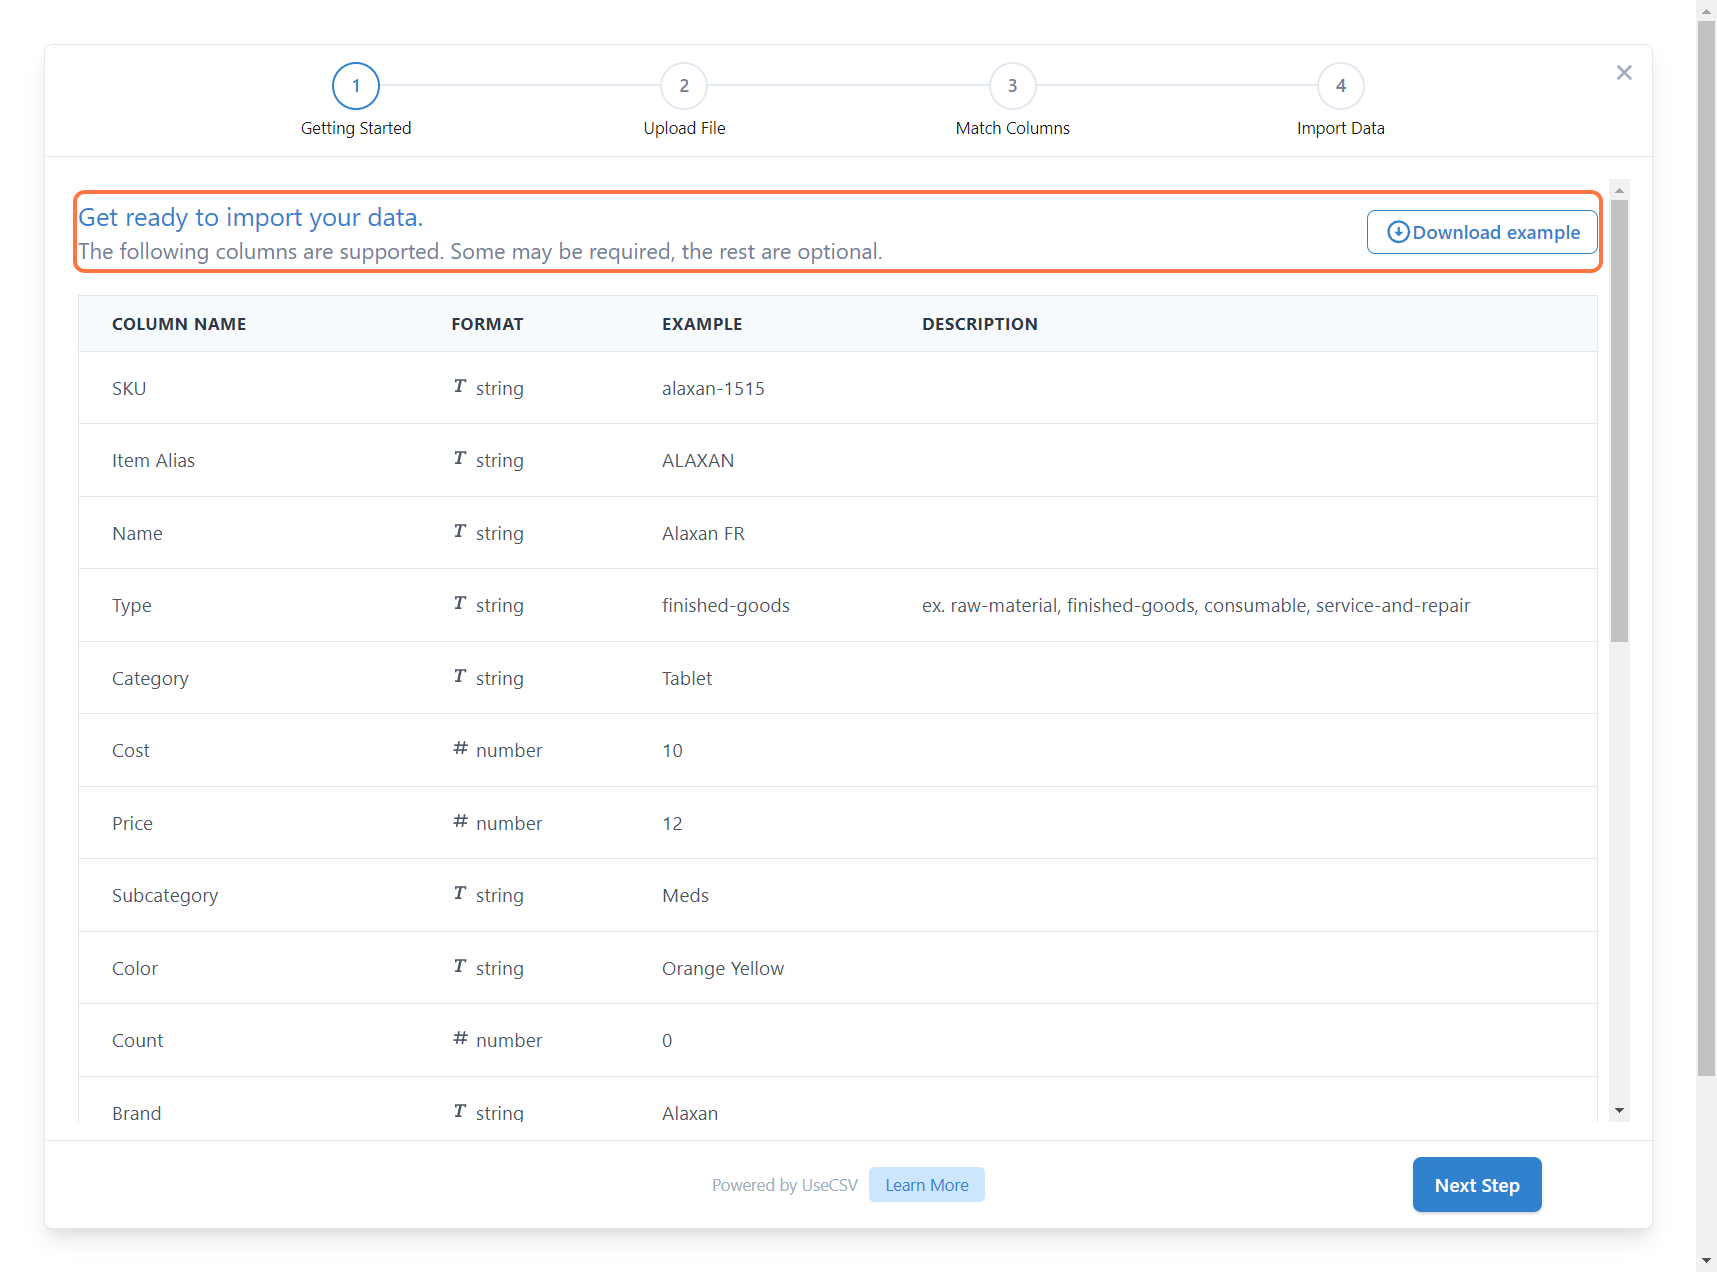 1
2
3
4
Getting Started
Upload File
Match Columns
Import Data
Get ready to import your data.
The following columns are supported. Some may be required, the rest are optional.
Download example
COLUMN NAME FORMAT EXAMPLE DESCRIPTION
SKU T string alaxan-1515
Item Alias T string ALAXAN
Name T string Alaxan FR
Type T string finished-goods ex. raw-material, finished-goods, consumable, service-and-repair
Category T string Tablet
Cost # number 10
Price # number 12
Subcategory T string Meds
Color T string Orange Yellow
Count # number 0
Brand T string Alaxan
Powered by UseCSV Learn More
Next Step